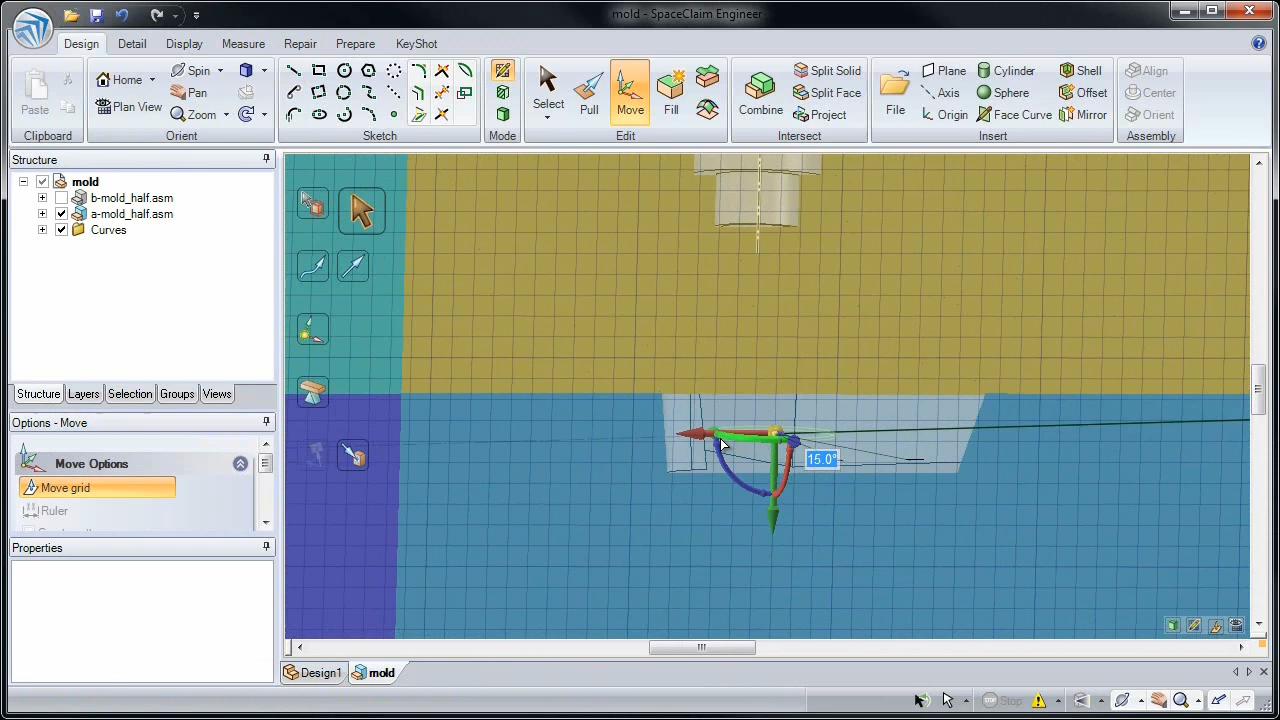 mold - SpaceClaim Engineer
Design Detail Display Measure Repair Prepare KeyShot
Paste
Clipboard
Home
Plan View
Spin
Pan
Zoom
Orient
Sketch
Mode
Select
Pull
Move
Fill
Edit
Combine
Split Solid
Split Face
Project
Intersect
File
Plane
Axis
Origin
Cylinder
Sphere
Face Curve
Shell
Offset
Mirror
Insert
Align
Center
Orient
Assembly
Structure
mold
b-mold_half.asm
a-mold_half.asm
Curves
Structure Layers Selection Groups Views
Options - Move
Move Options
Move grid
Ruler
Properties
15.0°
Design1 mold
Stop